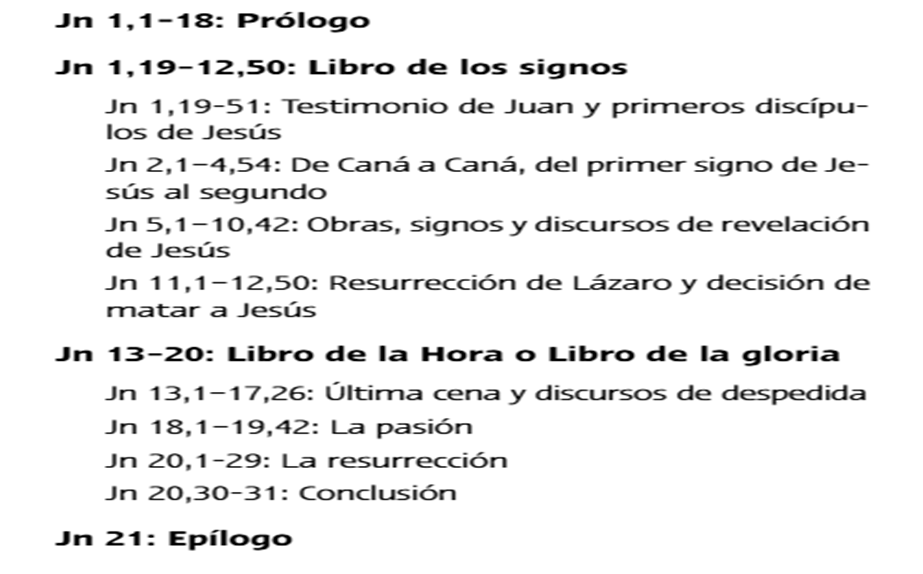 Jn 1,1–18: Prólogo
Jn 1,19–12,50: Libro de los signos
Jn 1,19-51: Testimonio de Juan y primeros discípu-
los de Jesús
Jn 2,1–4,54: De Caná a Caná, del primer signo de Je-
sús al segundo
Jn 5,1–10,42: Obras, signos y discursos de revelación
de Jesús
Jn 11,1–12,50: Resurrección de Lázaro y decisión de
matar a Jesús
Jn 13–20: Libro de la Hora o Libro de la gloria
Jn 13,1–17,26: Última cena y discursos de despedida
Jn 18,1–19,42: La pasión
Jn 20,1-29: La resurrección
Jn 20,30-31: Conclusión
Jn 21: Epílogo